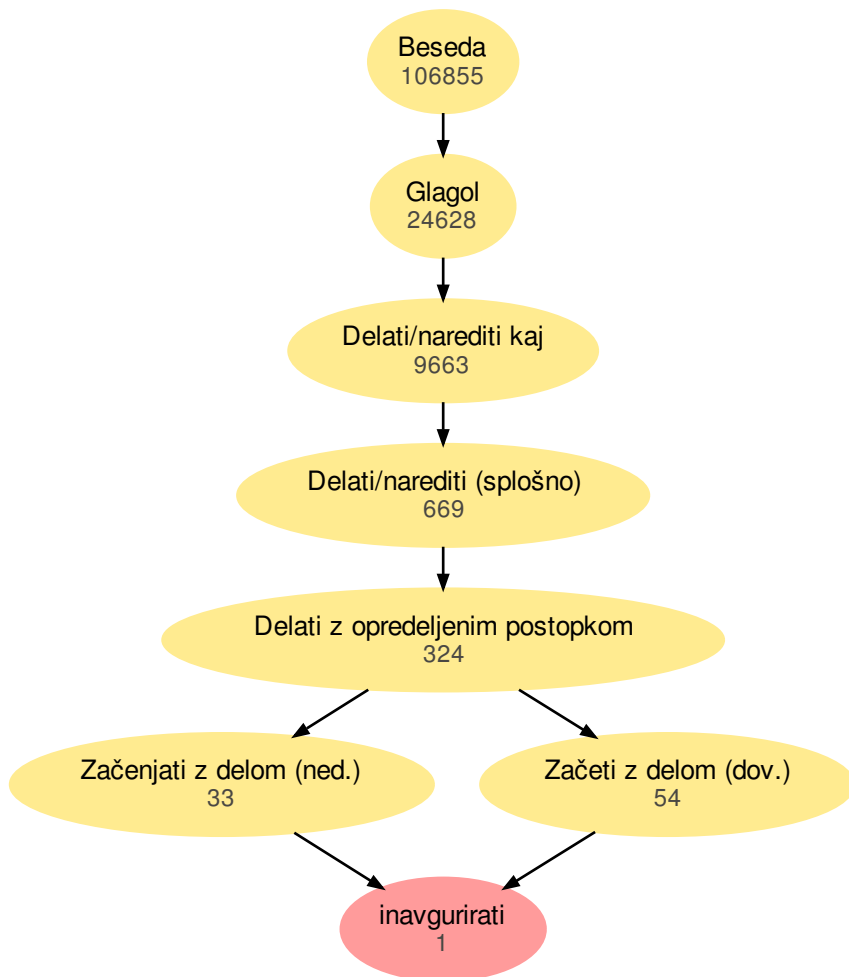 Beseda
106855
Glagol
24628
Delati/narediti kaj
9663
Delati/narediti (splošno)
669
Delati z opredeljenim postopkom
324
Začenjati z delom (ned.)
33
Začeti z delom (dov.)
54
inavgurirati
1